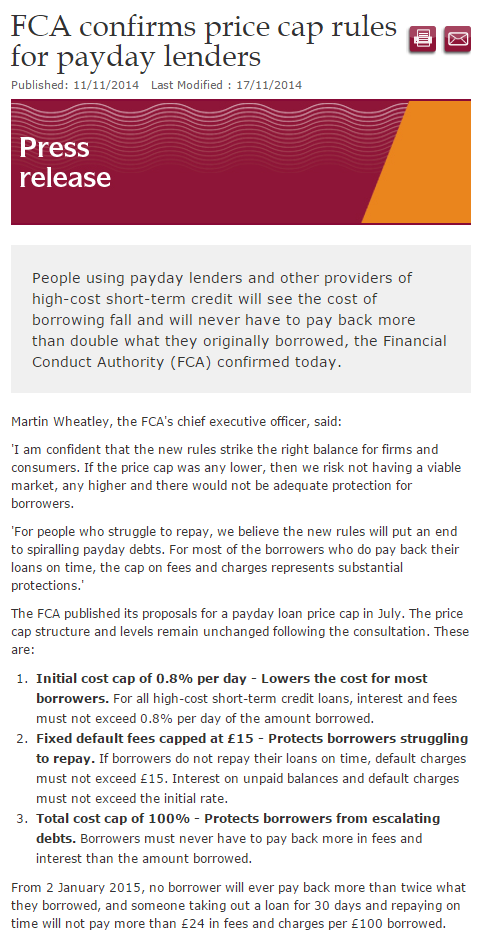 FCA confirms price cap rules
for payday lenders
Published: 11/11/2014 Last Modified : 17/11/2014
Press
release
People using payday lenders and other providers of
high-cost short-term credit will see the cost of
borrowing fall and will never have to pay back more
than double what they originally borrowed, the Financial
Conduct Authority (FCA) confirmed today.
Martin Wheatley, the FCA's chief executive officer, said:
'I am confident that the new rules strike the right balance for firms and
consumers. If the price cap was any lower, then we risk not having a viable
market, any higher and there would not be adequate protection for
borrowers.
'For people who struggle to repay, we believe the new rules will put an end
to spiralling payday debts. For most of the borrowers who do pay back their
loans on time, the cap on fees and charges represents substantial
protections.'
The FCA published its proposals for a payday loan price cap in July. The price
cap structure and levels remain unchanged following the consultation. These
are:
1. Initial cost cap of 0.8% per day - Lowers the cost for most
borrowers. For all high-cost short-term credit loans, interest and fees
must not exceed 0.8% per day of the amount borrowed.
2. Fixed default fees capped at £15 - Protects borrowers struggling
to repay. If borrowers do not repay their loans on time, default charges
must not exceed £15. Interest on unpaid balances and default charges
must not exceed the initial rate.
3. Total cost cap of 100% - Protects borrowers from escalating
debts. Borrowers must never have to pay back more in fees and
interest than the amount borrowed.
From 2 January 2015, no borrower will ever pay back more than twice what
they borrowed, and someone taking out a loan for 30 days and repaying on
time will not pay more than £24 in fees and charges per £100 borrowed.